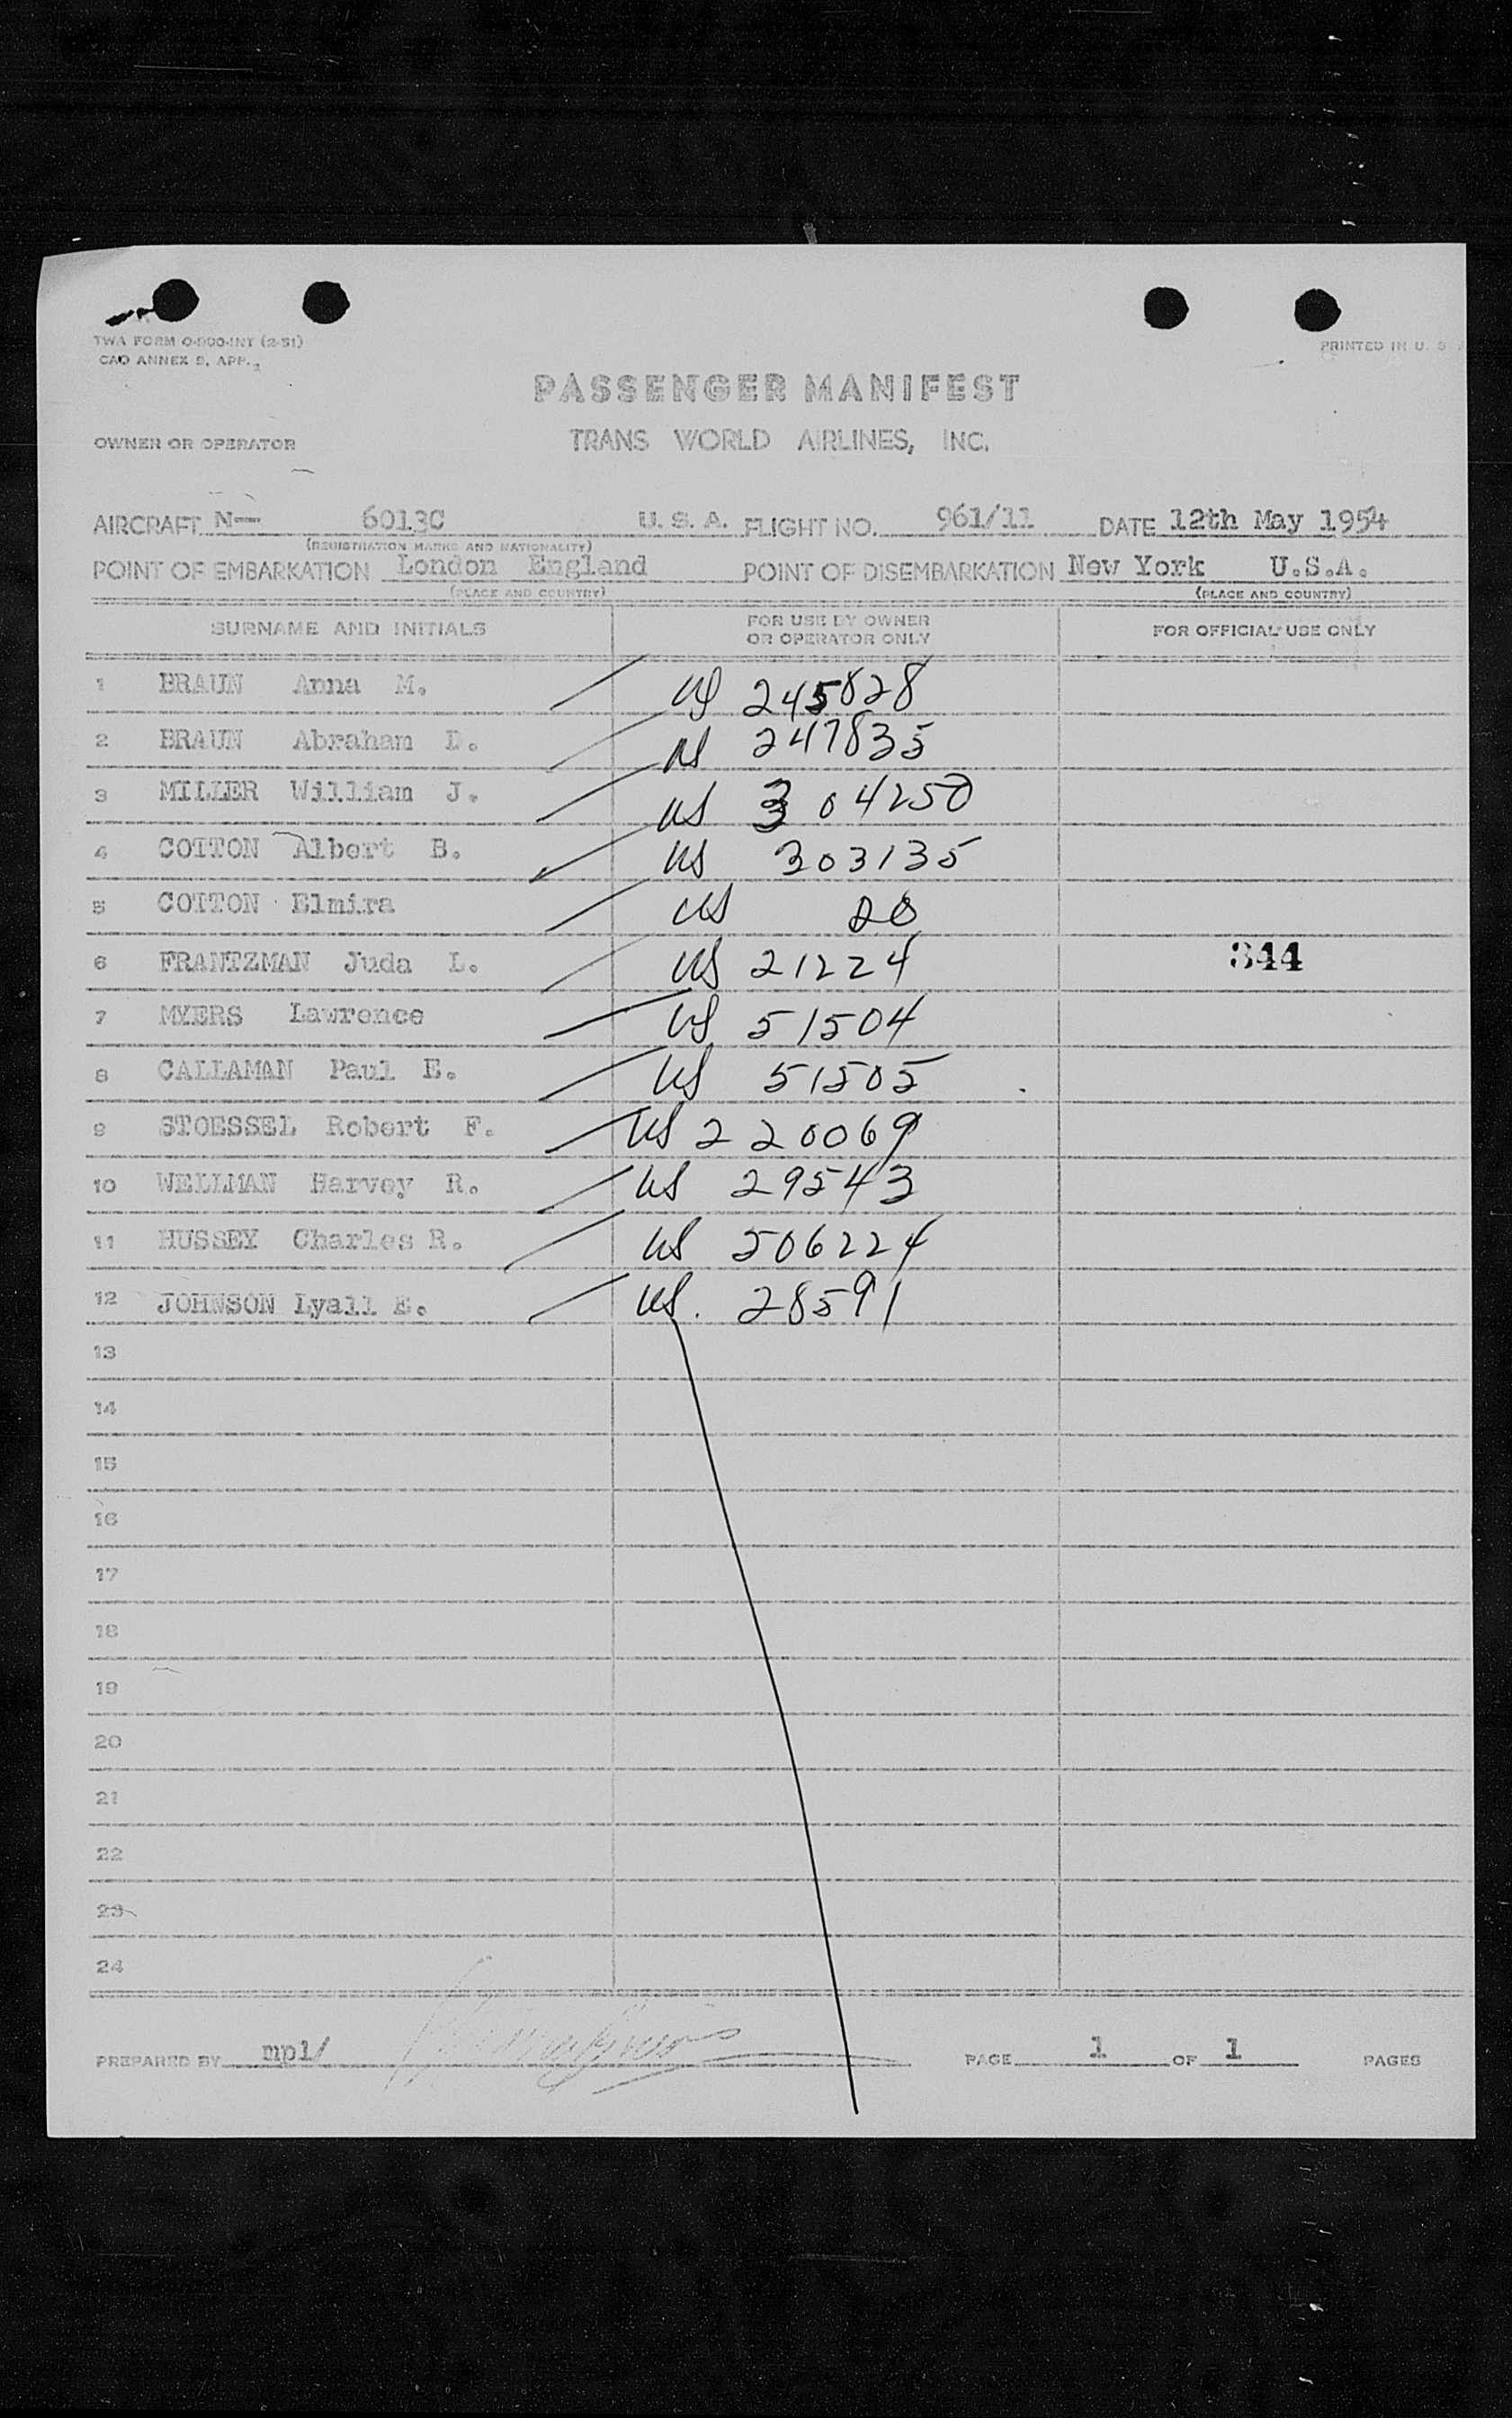 TWA FORM O-900-INT (2-51)
CAO ANNEX 9, APP.
PRINTED IN U. S.
PASSENGER MANIFEST
OWNER OR OPERATOR TRANS WORLD AIRLINES, INC.
AIRCRAFT N- 6013C U. S. A. FLIGHT NO. 961/11 DATE 12th May 1954
(REGISTRATION MARKS AND NATIONALITY)
POINT OF EMBARKATION London England POINT OF DISEMBARKATION New York U.S.A.
(PLACE AND COUNTRY) (PLACE AND COUNTRY)
SURNAME AND INITIALS FOR USE BY OWNER OR OPERATOR ONLY FOR OFFICIAL USE ONLY
1 BRAUN Anna M. US 245828
2 BRAUN Abraham D. US 247835
3 MILLER William J. US 304250
4 COTTON Albert B. US 303135
5 COTTON Elmira US 20
6 FRANTZMAN Juda L. US 21224 344
7 MYERS Lawrence US 51504
8 CALLAMAN Paul E. US 51505
9 STOESSEL Robert F. US 220069
10 WELLMAN Harvey R. US 29543
11 HUSSEY Charles R. US 506224
12 JOHNSON Lyall E. US. 28591
13
14
15
16
17
18
19
20
21
22
23
24
PREPARED BY mpl/ PAGE 1 OF 1 PAGES